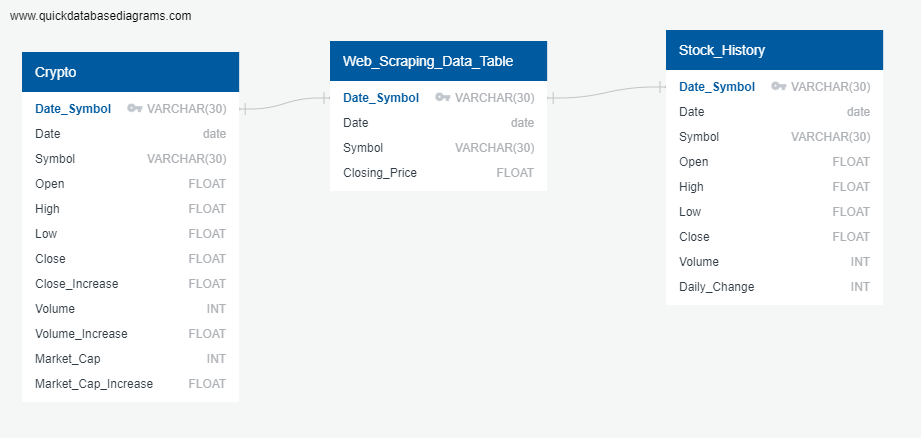 www.quickdatabasediagrams.com
Crypto
Date_Symbol VARCHAR(30)
Date date
Symbol VARCHAR(30)
Open FLOAT
High FLOAT
Low FLOAT
Close FLOAT
Close_Increase FLOAT
Volume INT
Volume_Increase FLOAT
Market_Cap INT
Market_Cap_Increase FLOAT
Web_Scraping_Data_Table
Date_Symbol VARCHAR(30)
Date date
Symbol VARCHAR(30)
Closing_Price FLOAT
Stock_History
Date_Symbol VARCHAR(30)
Date date
Symbol VARCHAR(30)
Open FLOAT
High FLOAT
Low FLOAT
Close FLOAT
Volume INT
Daily_Change INT